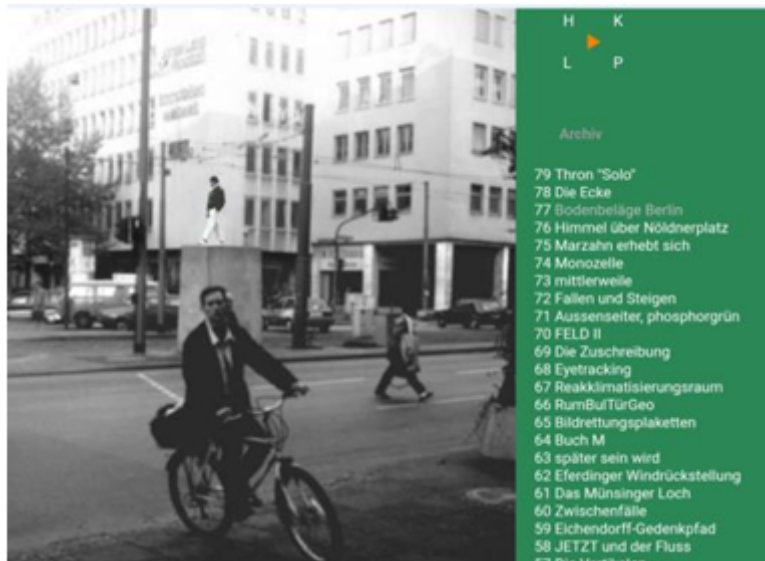 H K
L P
Archiv
79 Thron "Solo"
78 Die Ecke
77 Bodenbeläge Berlin
76 Himmel über Nöldnerplatz
75 Marzahn erhebt sich
74 Monozelle
73 mittlerweile
72 Fallen und Steigen
71 Aussenseiter, phosphorgrün
70 FELD II
69 Die Zuschreibung
68 Eyetracking
67 Reakklimatisierungsraum
66 RumBulTürGeo
65 Bildrettungsplaketten
64 Buch M
63 später sein wird
62 Eferdinger Windrückstellung
61 Das Münsinger Loch
60 Zwischenfälle
59 Eichendorff-Gedenkpfad
58 JETZT und der Fluss